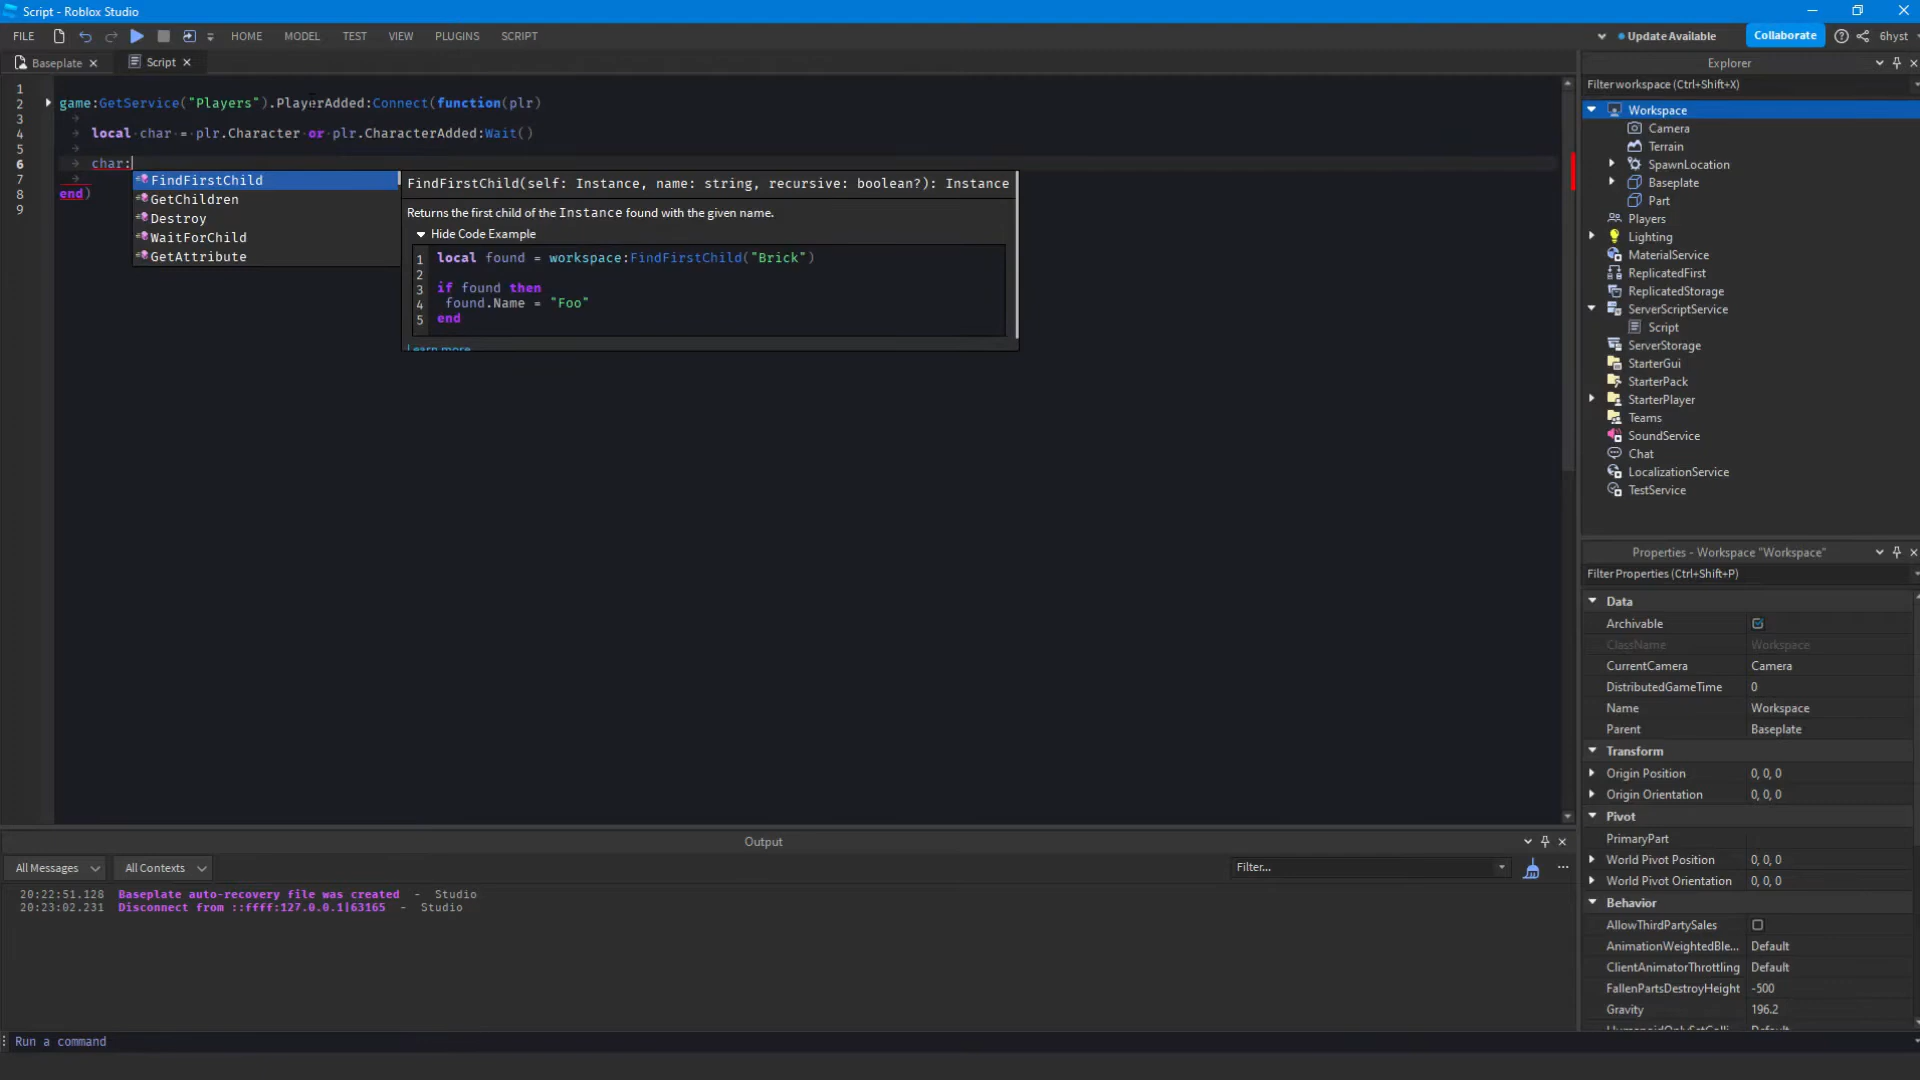 Script - Roblox Studio
FILE HOME MODEL TEST VIEW PLUGINS SCRIPT Update Available Collaborate 6hyst
Baseplate Script
1
2 game:GetService("Players").PlayerAdded:Connect(function(plr)
3
4 local char = plr.Character or plr.CharacterAdded:Wait()
5
6 char:
7
8 end)
9
FindFirstChild
GetChildren
Destroy
WaitForChild
GetAttribute
FindFirstChild(self: Instance, name: string, recursive: boolean?): Instance
Returns the first child of the Instance found with the given name.
Hide Code Example
1 local found = workspace:FindFirstChild("Brick")
2
3 if found then
4 found.Name = "Foo"
5 end
Learn more
Explorer
Filter workspace (Ctrl+Shift+X)
Workspace
Camera
Terrain
SpawnLocation
Baseplate
Part
Players
Lighting
MaterialService
ReplicatedFirst
ReplicatedStorage
ServerScriptService
Script
ServerStorage
StarterGui
StarterPack
StarterPlayer
Teams
SoundService
Chat
LocalizationService
TestService
Properties - Workspace "Workspace"
Filter Properties (Ctrl+Shift+P)
Data
Archivable
ClassName Workspace
CurrentCamera Camera
DistributedGameTime 0
Name Workspace
Parent Baseplate
Transform
Origin Position 0, 0, 0
Origin Orientation 0, 0, 0
Pivot
PrimaryPart
World Pivot Position 0, 0, 0
World Pivot Orientation 0, 0, 0
Behavior
AllowThirdPartySales
AnimationWeightedBle... Default
ClientAnimatorThrottling Default
FallenPartsDestroyHeight -500
Gravity 196.2
Output
All Messages All Contexts Filter...
20:22:51.128 Baseplate auto-recovery file was created - Studio
20:23:02.231 Disconnect from ::ffff:127.0.0.1|63165 - Studio
Run a command